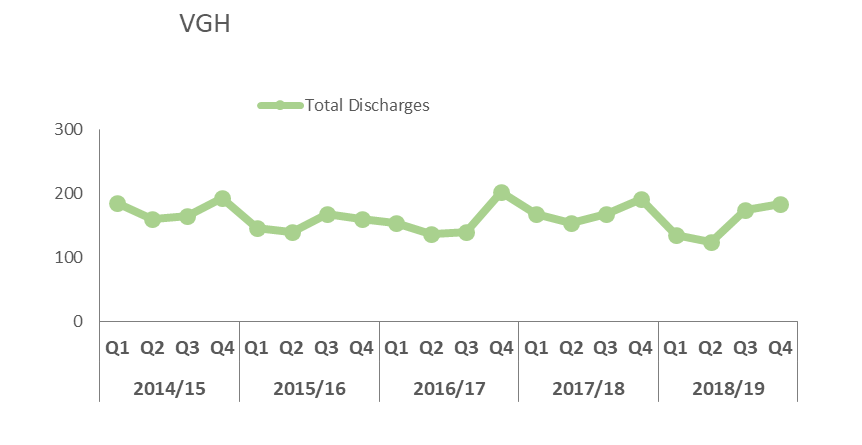 VGH
Total Discharges
300
200
100
0
Q1 Q2 Q3 Q4 Q1 Q2 Q3 Q4 Q1 Q2 Q3 Q4 Q1 Q2 Q3 Q4 Q1 Q2 Q3 Q4
2014/15 2015/16 2016/17 2017/18 2018/19